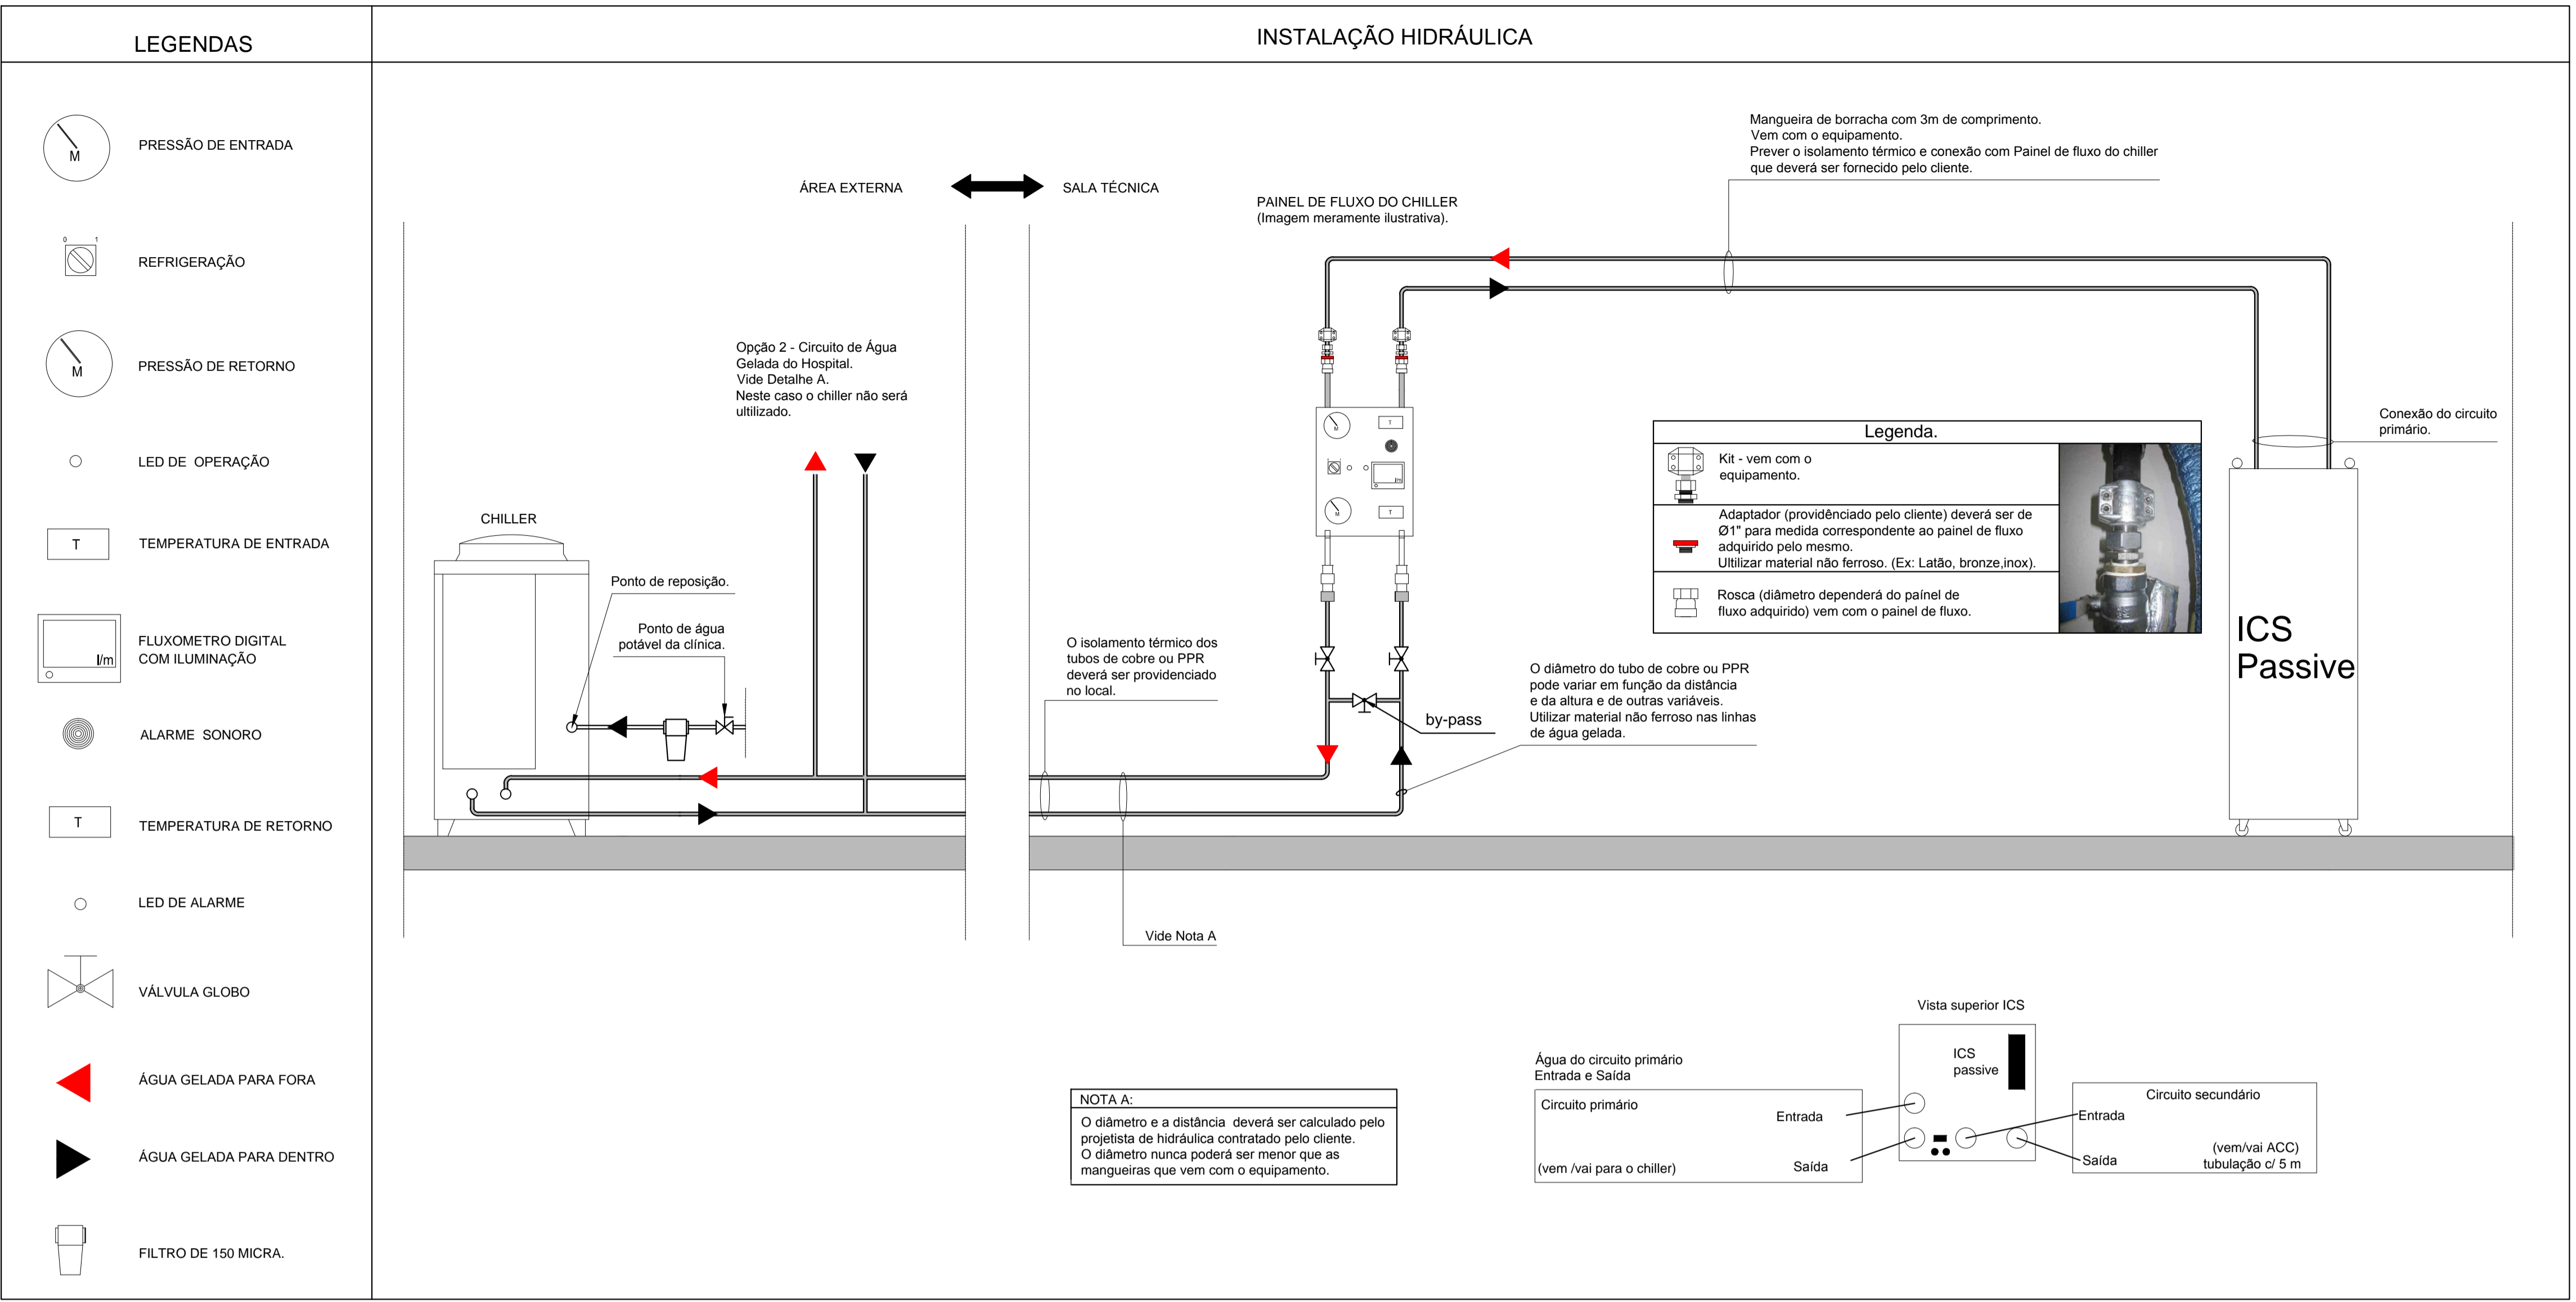 LEGENDAS
INSTALAÇÃO HIDRÁULICA
M
PRESSÃO DE ENTRADA
0 1
REFRIGERAÇÃO
M
PRESSÃO DE RETORNO
LED DE OPERAÇÃO
T
TEMPERATURA DE ENTRADA
l/m
FLUXOMETRO DIGITAL
COM ILUMINAÇÃO
ALARME SONORO
T
TEMPERATURA DE RETORNO
LED DE ALARME
VÁLVULA GLOBO
ÁGUA GELADA PARA FORA
ÁGUA GELADA PARA DENTRO
FILTRO DE 150 MICRA.
ÁREA EXTERNA
SALA TÉCNICA
PAINEL DE FLUXO DO CHILLER
(Imagem meramente ilustrativa).
Mangueira de borracha com 3m de comprimento.
Vem com o equipamento.
Prever o isolamento térmico e conexão com Painel de fluxo do chiller
que deverá ser fornecido pelo cliente.
Opção 2 - Circuito de Água
Gelada do Hospital.
Vide Detalhe A.
Neste caso o chiller não será
ultilizado.
CHILLER
Ponto de reposição.
Ponto de água
potável da clínica.
O isolamento térmico dos
tubos de cobre ou PPR
deverá ser providenciado
no local.
M
T
l/m
M
T
by-pass
O diâmetro do tubo de cobre ou PPR
pode variar em função da distância
e da altura e de outras variáveis.
Utilizar material não ferroso nas linhas
de água gelada.
Legenda.
Kit - vem com o
equipamento.
Adaptador (providênciado pelo cliente) deverá ser de
Ø1" para medida correspondente ao painel de fluxo
adquirido pelo mesmo.
Ultilizar material não ferroso. (Ex: Latão, bronze,inox).
Rosca (diâmetro dependerá do paínel de
fluxo adquirido) vem com o painel de fluxo.
Conexão do circuito
primário.
ICS
Passive
Vide Nota A
NOTA A:
O diâmetro e a distância deverá ser calculado pelo
projetista de hidráulica contratado pelo cliente.
O diâmetro nunca poderá ser menor que as
mangueiras que vem com o equipamento.
Vista superior ICS
ICS
passive
Água do circuito primário
Entrada e Saída
Circuito primário
Entrada
(vem /vai para o chiller)
Saída
Circuito secundário
Entrada
(vem/vai ACC)
Saída
tubulação c/ 5 m